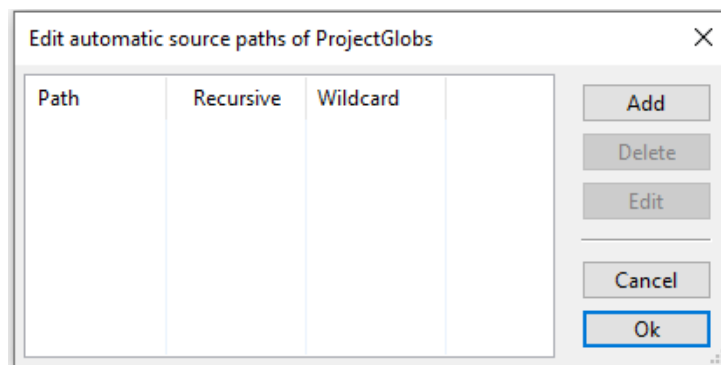 Edit automatic source paths of ProjectGlobs
Path Recursive Wildcard
Add
Delete
Edit
Cancel
Ok